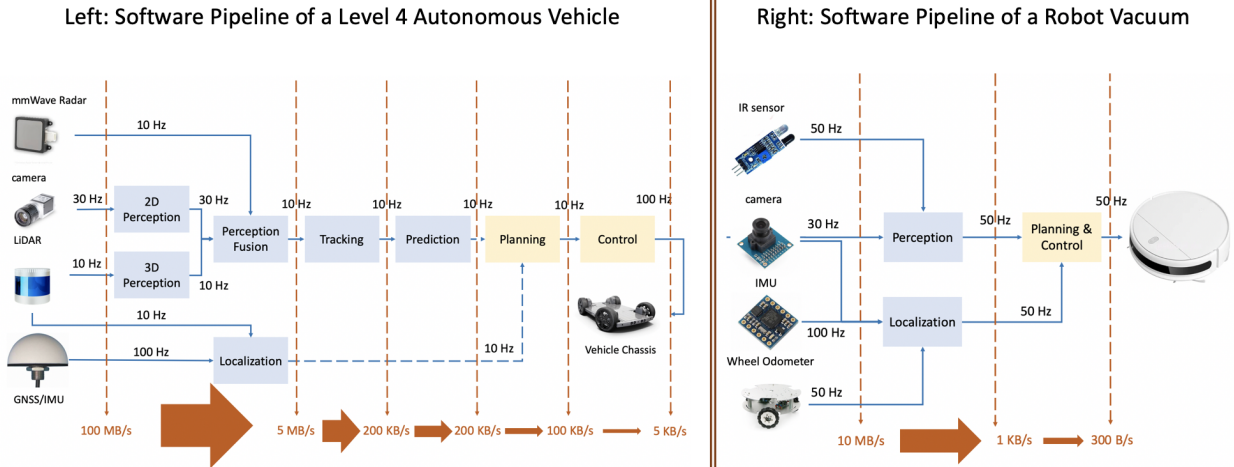 Left: Software Pipeline of a Level 4 Autonomous Vehicle
mmWave Radar
10 Hz
camera
30 Hz
2D
Perception
30 Hz
LiDAR
10 Hz
3D
Perception
10 Hz
Perception
Fusion
10 Hz
Tracking
10 Hz
Prediction
10 Hz
Planning
10 Hz
Control
100 Hz
Vehicle Chassis
10 Hz
100 Hz
GNSS/IMU
Localization
10 Hz
100 MB/s
5 MB/s
200 KB/s
200 KB/s
100 KB/s
5 KB/s
Right: Software Pipeline of a Robot Vacuum
IR sensor
50 Hz
camera
30 Hz
Perception
50 Hz
Planning &
Control
50 Hz
IMU
100 Hz
Localization
50 Hz
Wheel Odometer
50 Hz
10 MB/s
1 KB/s
300 B/s